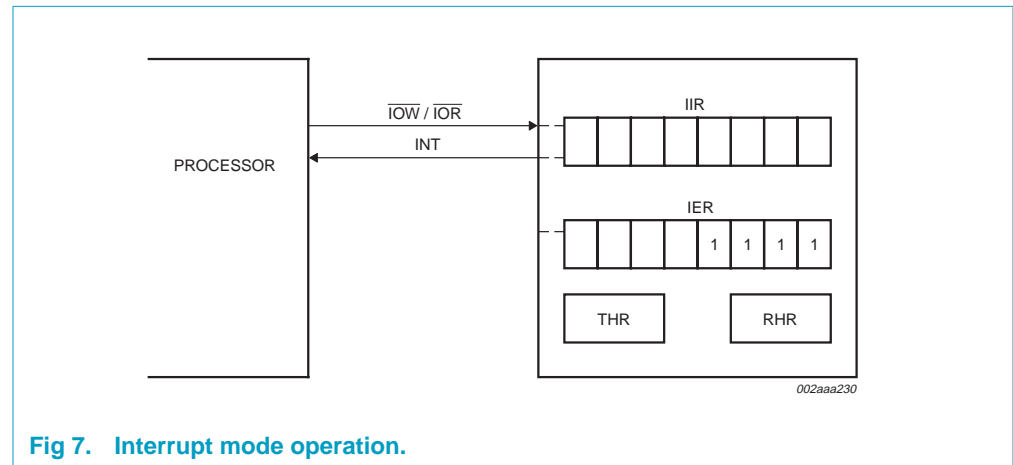 IOW / IOR
IIR
INT
PROCESSOR
IER
1 1 1 1
THR RHR
002aaa230
Fig 7. Interrupt mode operation.